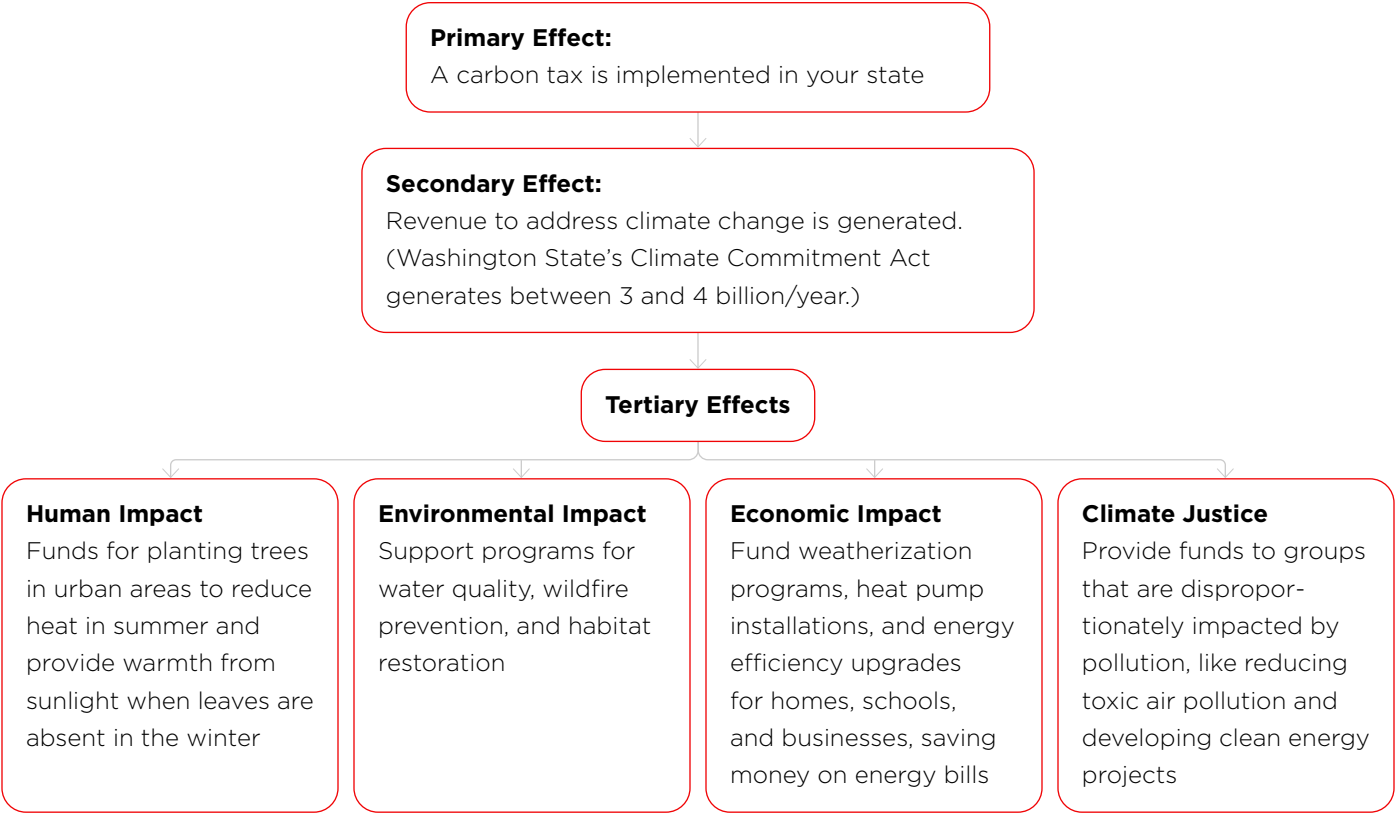 Primary Effect:
A carbon tax is implemented in your state
Secondary Effect:
Revenue to address climate change is generated.
(Washington State’s Climate Commitment Act
generates between 3 and 4 billion/year.)
Tertiary Effects
Human Impact
Funds for planting trees
in urban areas to reduce
heat in summer and
provide warmth from
sunlight when leaves are
absent in the winter
Environmental Impact
Support programs for
water quality, wildfire
prevention, and habitat
restoration
Economic Impact
Fund weatherization
programs, heat pump
installations, and energy
efficiency upgrades
for homes, schools,
and businesses, saving
money on energy bills
Climate Justice
Provide funds to groups
that are dispropor-
tionately impacted by
pollution, like reducing
toxic air pollution and
developing clean energy
projects